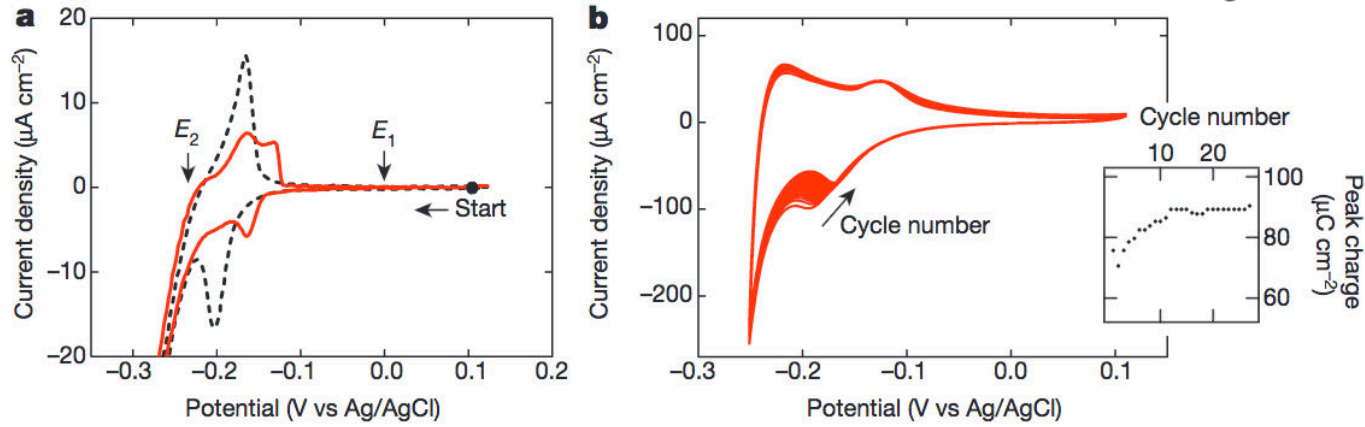 a
20
10
0
−10
−20
Current density (µA cm⁻²)
E₂
E₁
Start
−0.3
−0.2
−0.1
0.0
0.1
0.2
Potential (V vs Ag/AgCl)
b
100
0
−100
−200
Current density (µA cm⁻²)
Cycle number
−0.3
−0.2
−0.1
0.0
0.1
Potential (V vs Ag/AgCl)
Cycle number
10
20
100
80
60
Peak charge
(µC cm⁻²)